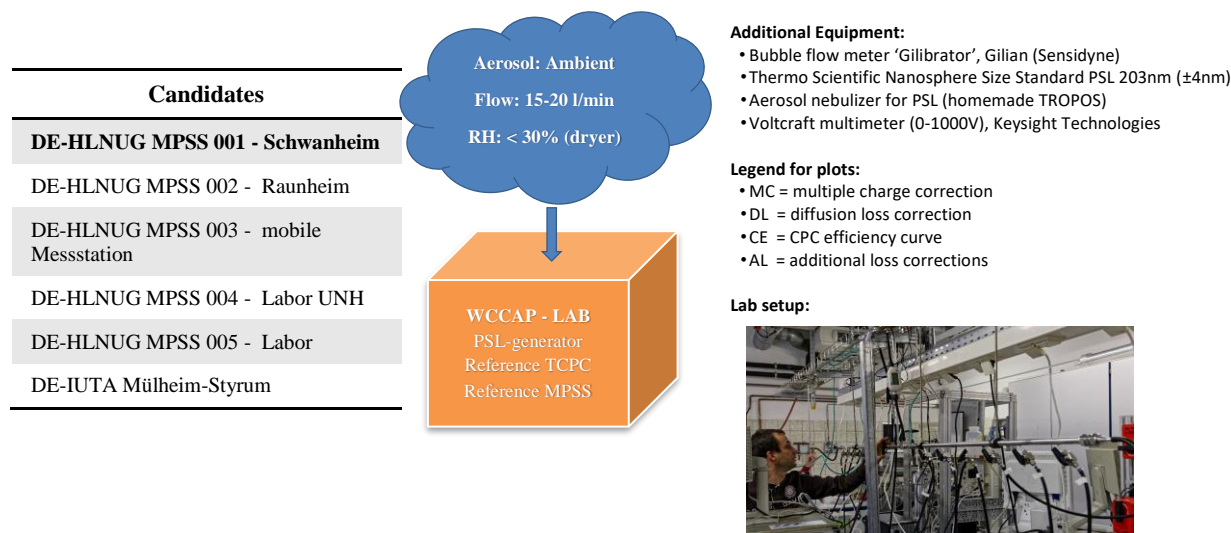 Candidates
DE-HLNUG MPSS 001 - Schwanheim
DE-HLNUG MPSS 002 - Raunheim
DE-HLNUG MPSS 003 - mobile
Messstation
DE-HLNUG MPSS 004 - Labor UNH
DE-HLNUG MPSS 005 - Labor
DE-IUTA Mülheim-Styrum
Aerosol: Ambient
Flow: 15-20 l/min
RH: < 30% (dryer)
WCCAP - LAB
PSL-generator
Reference TCPC
Reference MPSS
Additional Equipment:
• Bubble flow meter ‘Gilibrator’, Gilian (Sensidyne)
• Thermo Scientific Nanosphere Size Standard PSL 203nm (±4nm)
• Aerosol nebulizer for PSL (homemade TROPOS)
• Voltcraft multimeter (0-1000V), Keysight Technologies
Legend for plots:
• MC = multiple charge correction
• DL = diffusion loss correction
• CE = CPC efficiency curve
• AL = additional loss corrections
Lab setup: